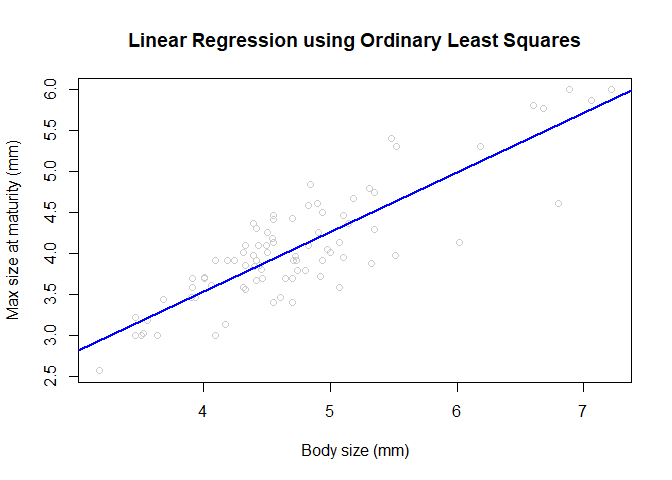 Linear Regression using Ordinary Least Squares
Max size at maturity (mm)
6.0
5.5
5.0
4.5
4.0
3.5
3.0
2.5
4 5 6 7
Body size (mm)